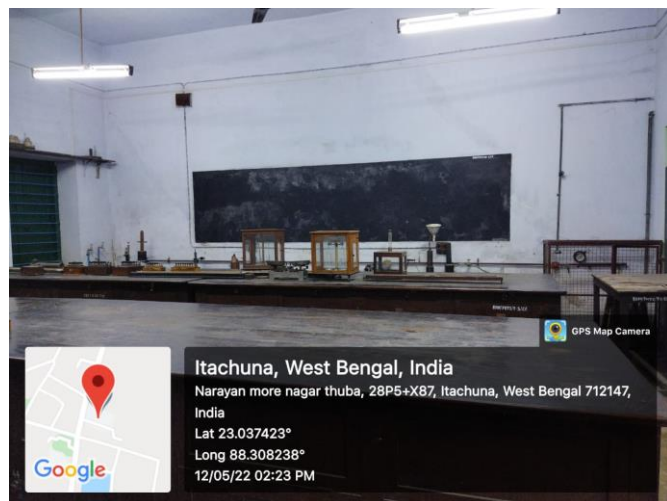 GPS Map Camera
Itachuna, West Bengal, India
Narayan more nagar thuba, 28P5+X87, Itachuna, West Bengal 712147,
India
Lat 23.037423°
Long 88.308238°
12/05/22 02:23 PM
Google